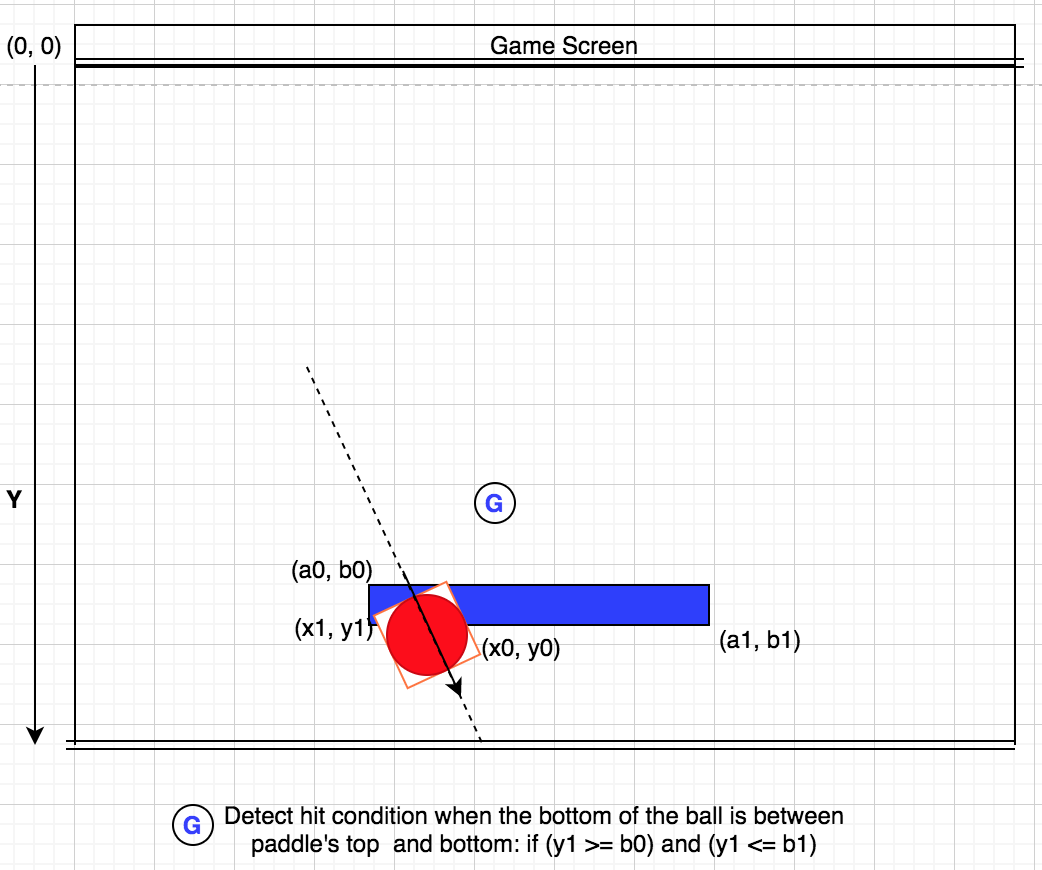 (0, 0)
Game Screen
Y
G
(a0, b0)
(x1, y1)
(x0, y0)
(a1, b1)
G
Detect hit condition when the bottom of the ball is between
paddle's top  and bottom: if (y1 >= b0) and (y1 <= b1)